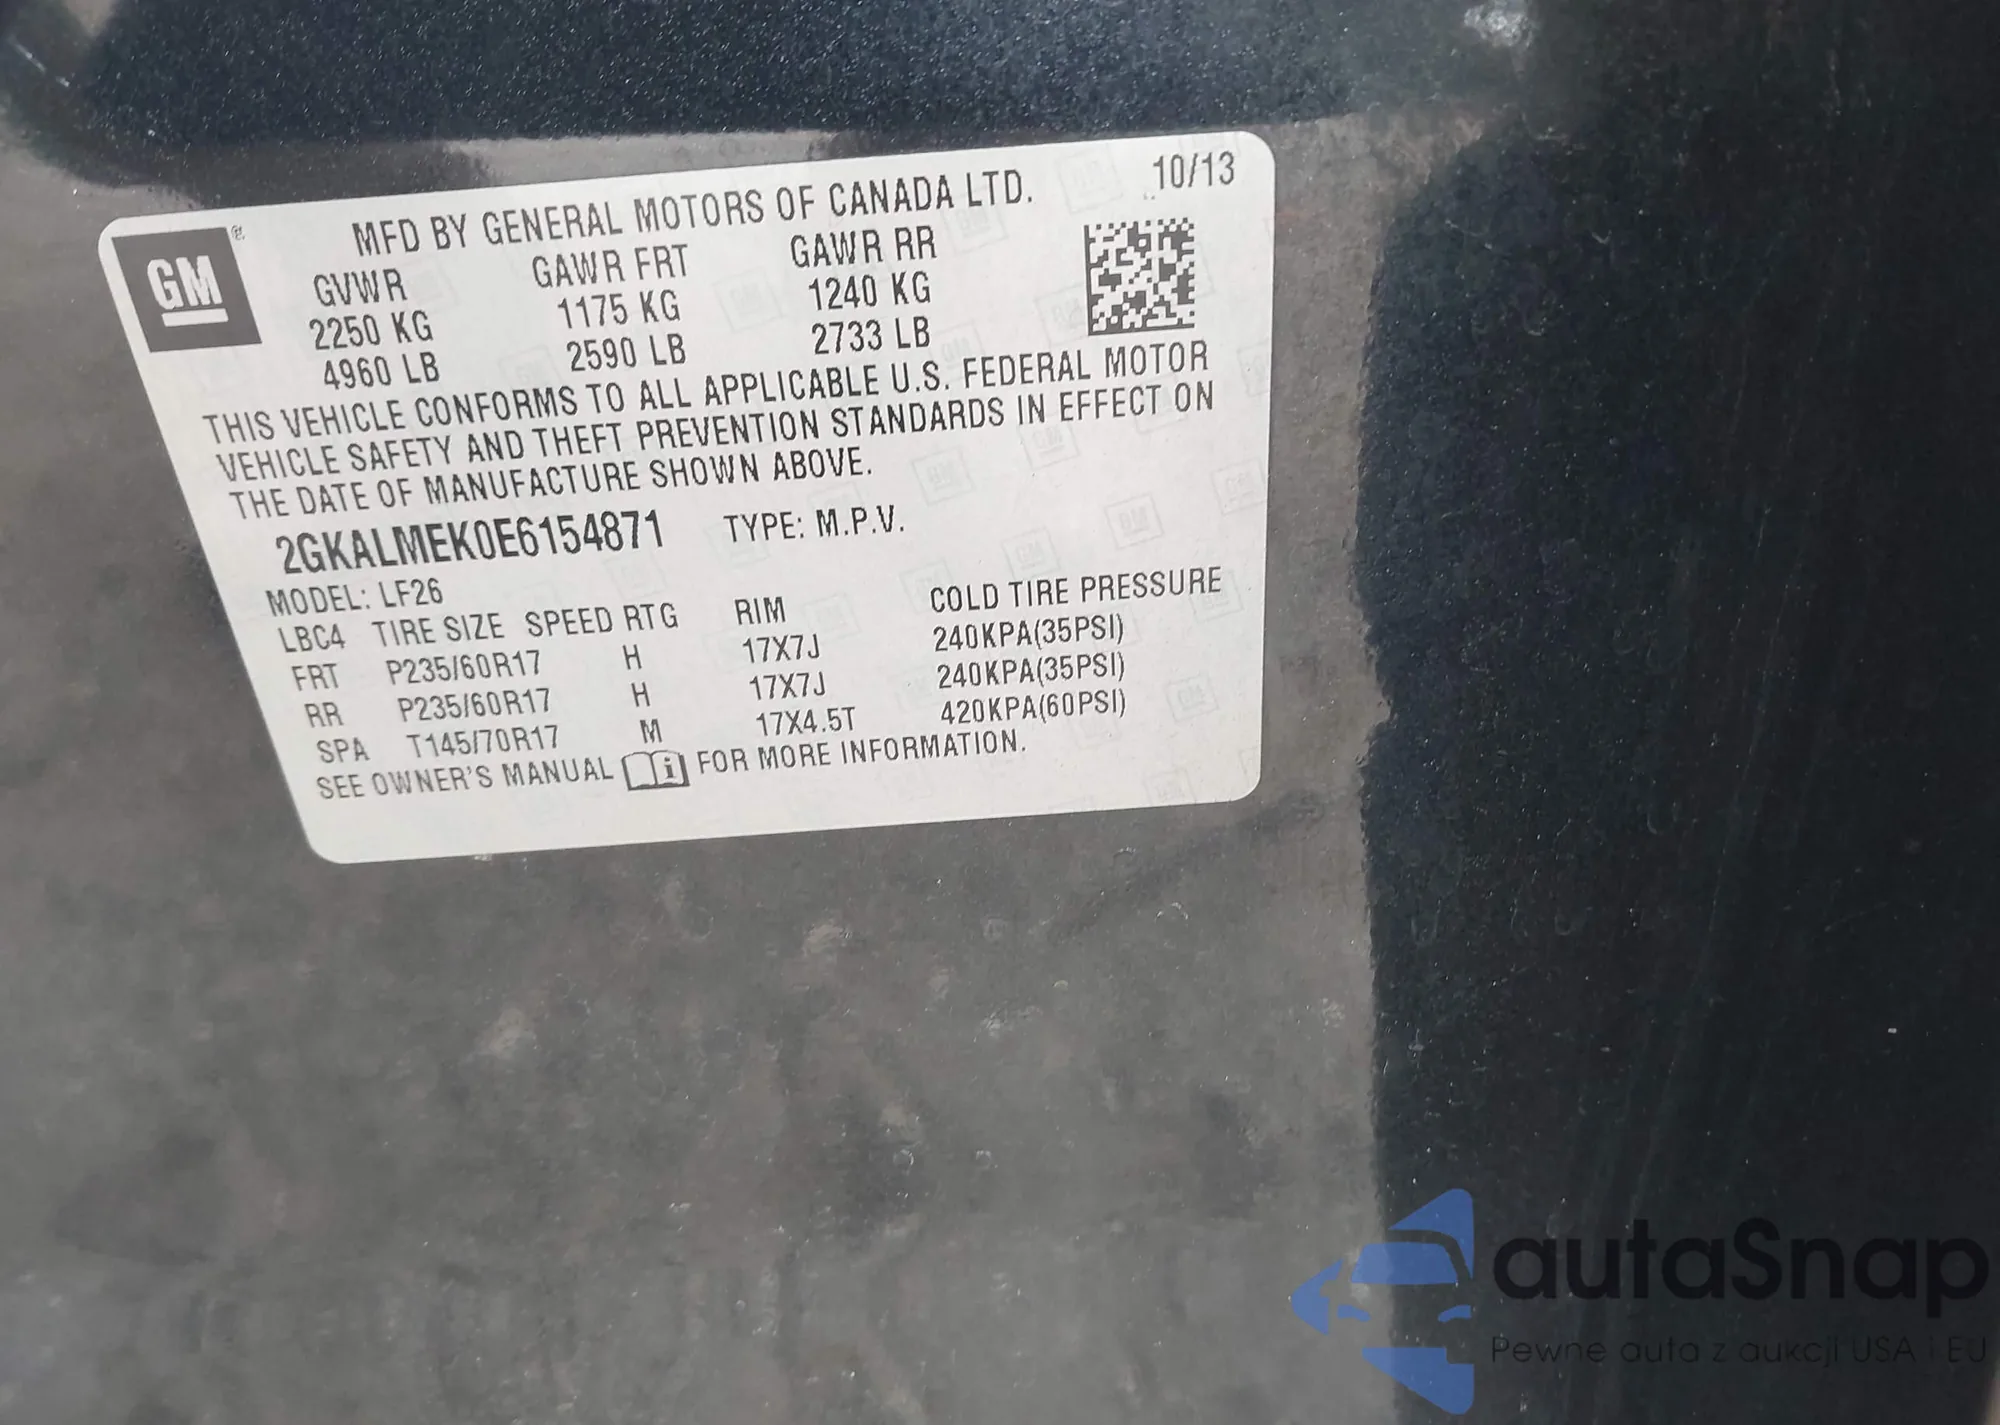 GM
MFD BY GENERAL MOTORS OF CANADA LTD. 10/13
GVWR GAWR FRT GAWR RR
2250 KG 1175 KG 1240 KG
4960 LB 2590 LB 2733 LB
THIS VEHICLE CONFORMS TO ALL APPLICABLE U.S. FEDERAL MOTOR
VEHICLE SAFETY AND THEFT PREVENTION STANDARDS IN EFFECT ON
THE DATE OF MANUFACTURE SHOWN ABOVE.
2GKALMEK0E6154871 TYPE: M.P.V.
MODEL: LF26
LBC4 TIRE SIZE SPEED RTG RIM COLD TIRE PRESSURE
FRT P235/60R17 H 17X7J 240KPA(35PSI)
RR P235/60R17 H 17X7J 240KPA(35PSI)
SPA T145/70R17 M 17X4.5T 420KPA(60PSI)
SEE OWNER'S MANUAL FOR MORE INFORMATION.
autaSnap
Pewne auta z aukcji USA i EU